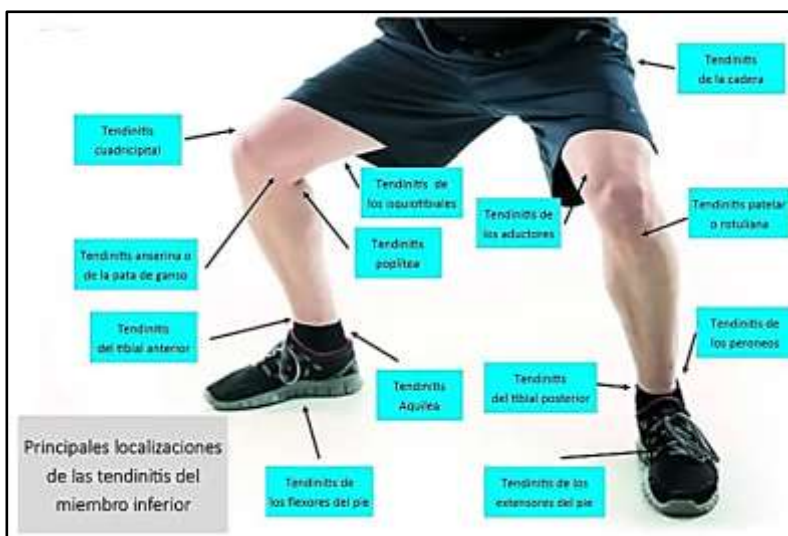 Tendinitis
de la cadera
Tendinitis
cuadricipital
Tendinitis de
los isquiotibiales
Tendinitis de
los aductores
Tendinitis patelar
o rotuliana
Tendinitis anserina o
de la pata de ganso
Tendinitis
poplítea
Tendinitis
del tibial anterior
Tendinitis de
los peroneos
Tendinitis
Aquílea
Tendinitis
del tibial posterior
Principales localizaciones
de las tendinitis del
miembro inferior
Tendinitis de
los flexores del pie
Tendinitis de los
extensores del pie